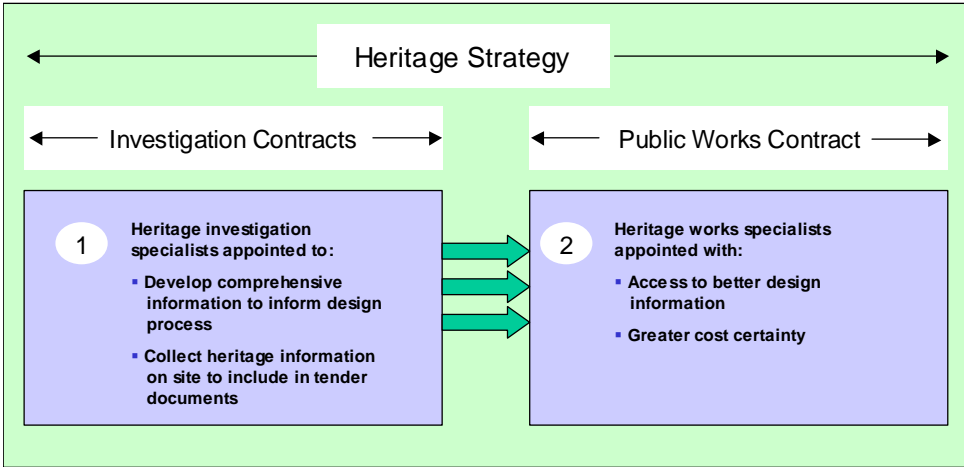 Heritage Strategy
Investigation Contracts
Public Works Contract
1
Heritage investigation
specialists appointed to:
▪ Develop comprehensive
information to inform design
process
▪ Collect heritage information
on site to include in tender
documents
2
Heritage works specialists
appointed with:
▪ Access to better design
information
▪ Greater cost certainty